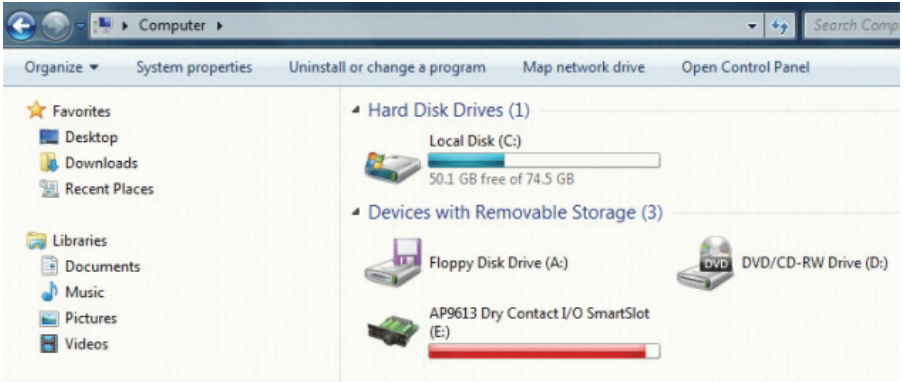 Computer
Search Comp
Organize System properties Uninstall or change a program Map network drive Open Control Panel
Favorites
Desktop
Downloads
Recent Places
Libraries
Documents
Music
Pictures
Videos
Hard Disk Drives (1)
Local Disk (C:)
50.1 GB free of 74.5 GB
Devices with Removable Storage (3)
Floppy Disk Drive (A:)
DVD
DVD/CD-RW Drive (D:)
AP9613 Dry Contact I/O SmartSlot
(E:)